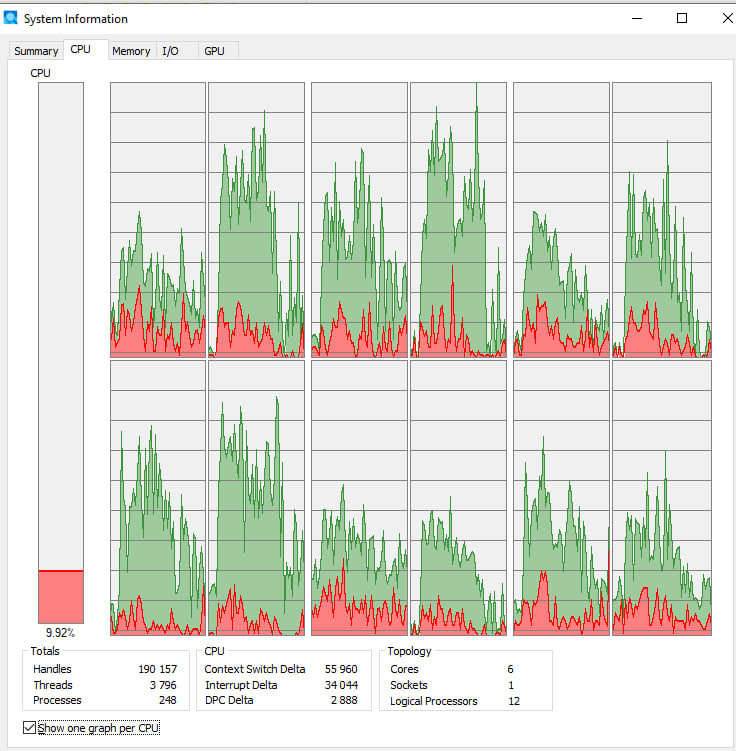 System Information
Summary CPU Memory I/O GPU
CPU
9.92%
Totals
Handles 190 157
Threads 3 796
Processes 248
CPU
Context Switch Delta 55 960
Interrupt Delta 34 044
DPC Delta 2 888
Topology
Cores 6
Sockets 1
Logical Processors 12
Show one graph per CPU